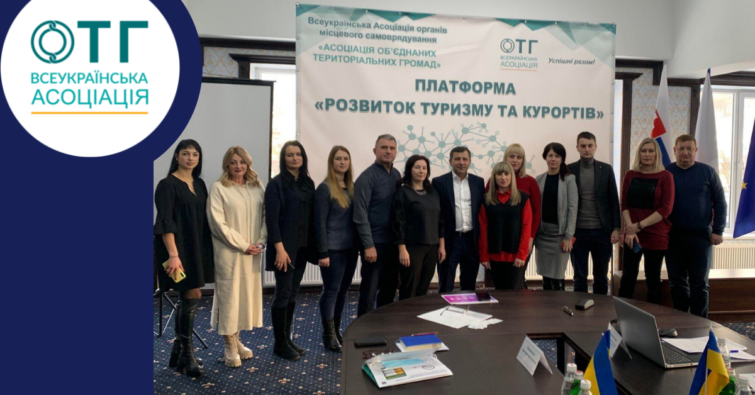 ОТГ
ВСЕУКРАЇНСЬКА
АСОЦІАЦІЯ
Всеукраїнська Асоціація органів
місцевого самоврядування
«АСОЦІАЦІЯ ОБ'ЄДНАНИХ
ТЕРИТОРІАЛЬНИХ ГРОМАД»
ОТГ
ВСЕУКРАЇНСЬКА
АСОЦІАЦІЯ
Успішні разом!
ПЛАТФОРМА
«РОЗВИТОК ТУРИЗМУ ТА КУРОРТІВ»